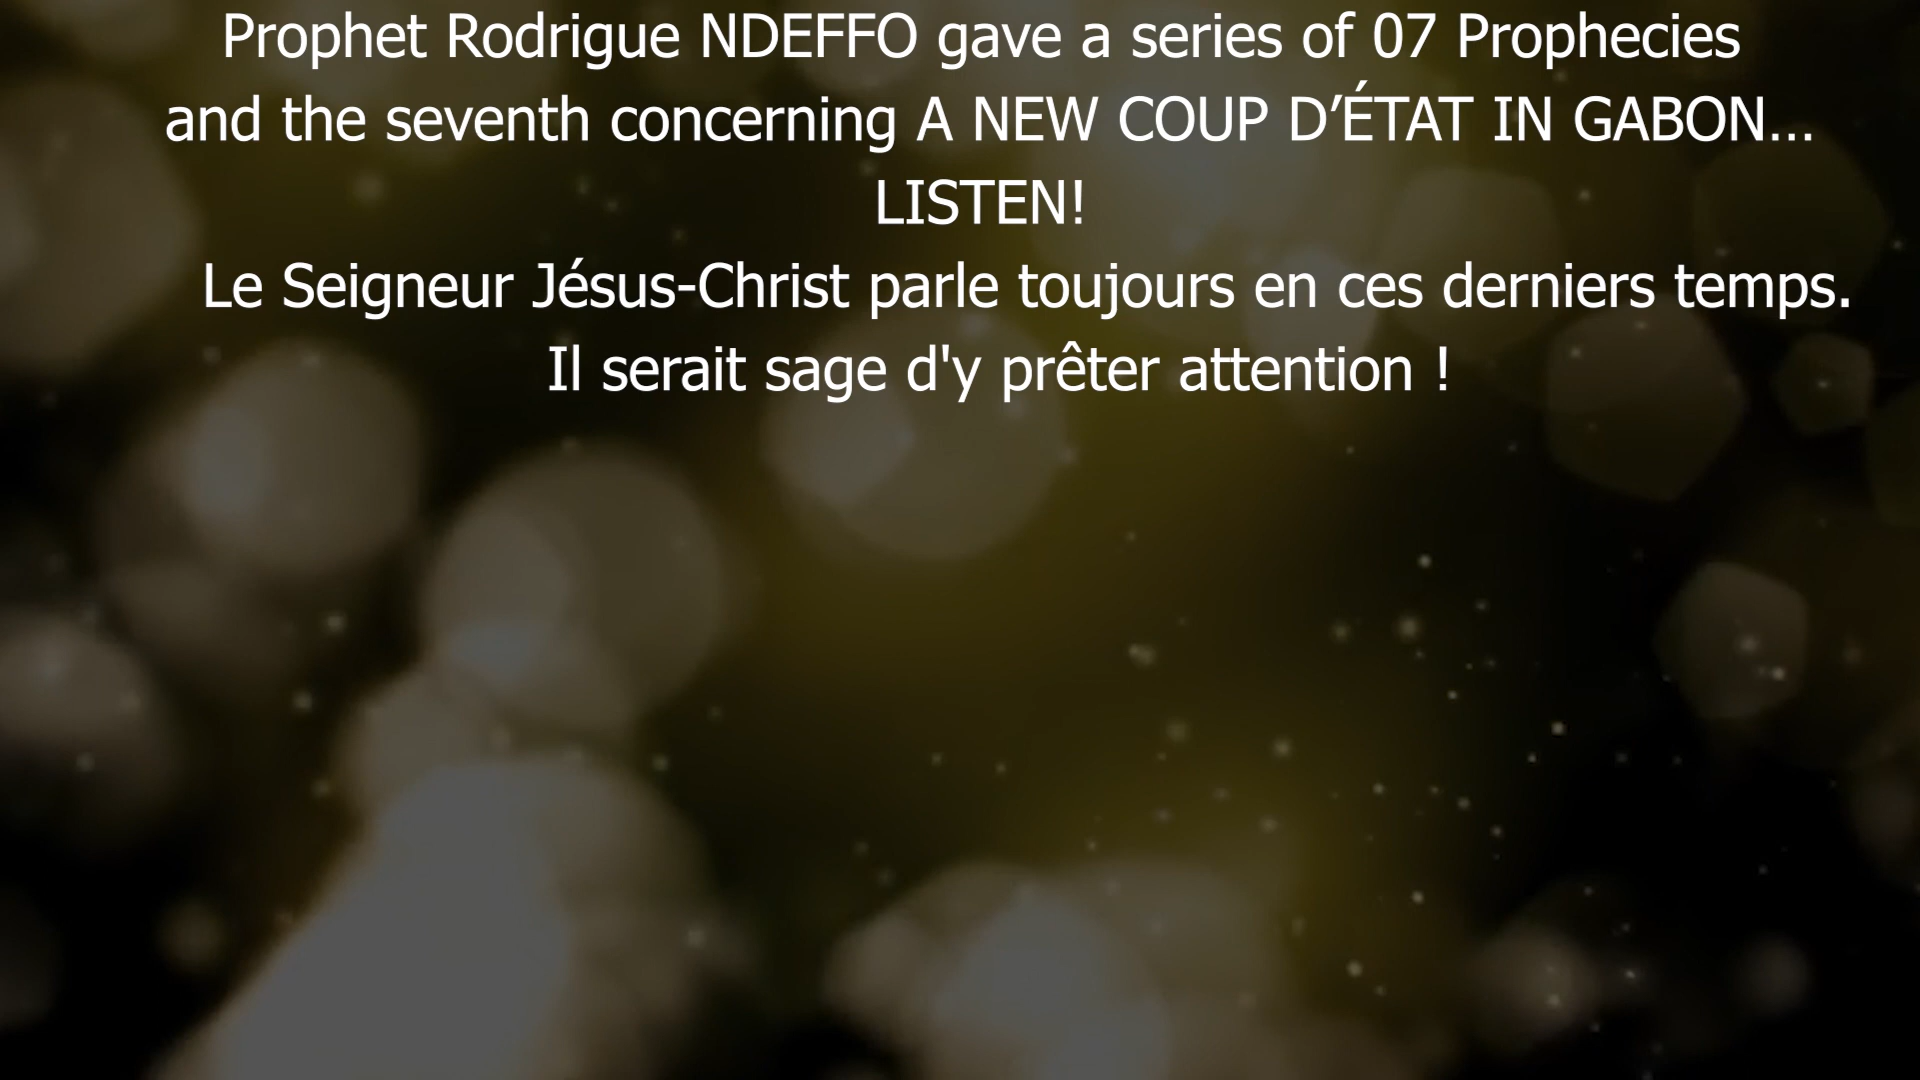 Prophet Rodrigue NDEFFO gave a series of 07 Prophecies
and the seventh concerning A NEW COUP D’ÉTAT IN GABON…
LISTEN!
Le Seigneur Jésus-Christ parle toujours en ces derniers temps.
Il serait sage d'y prêter attention !